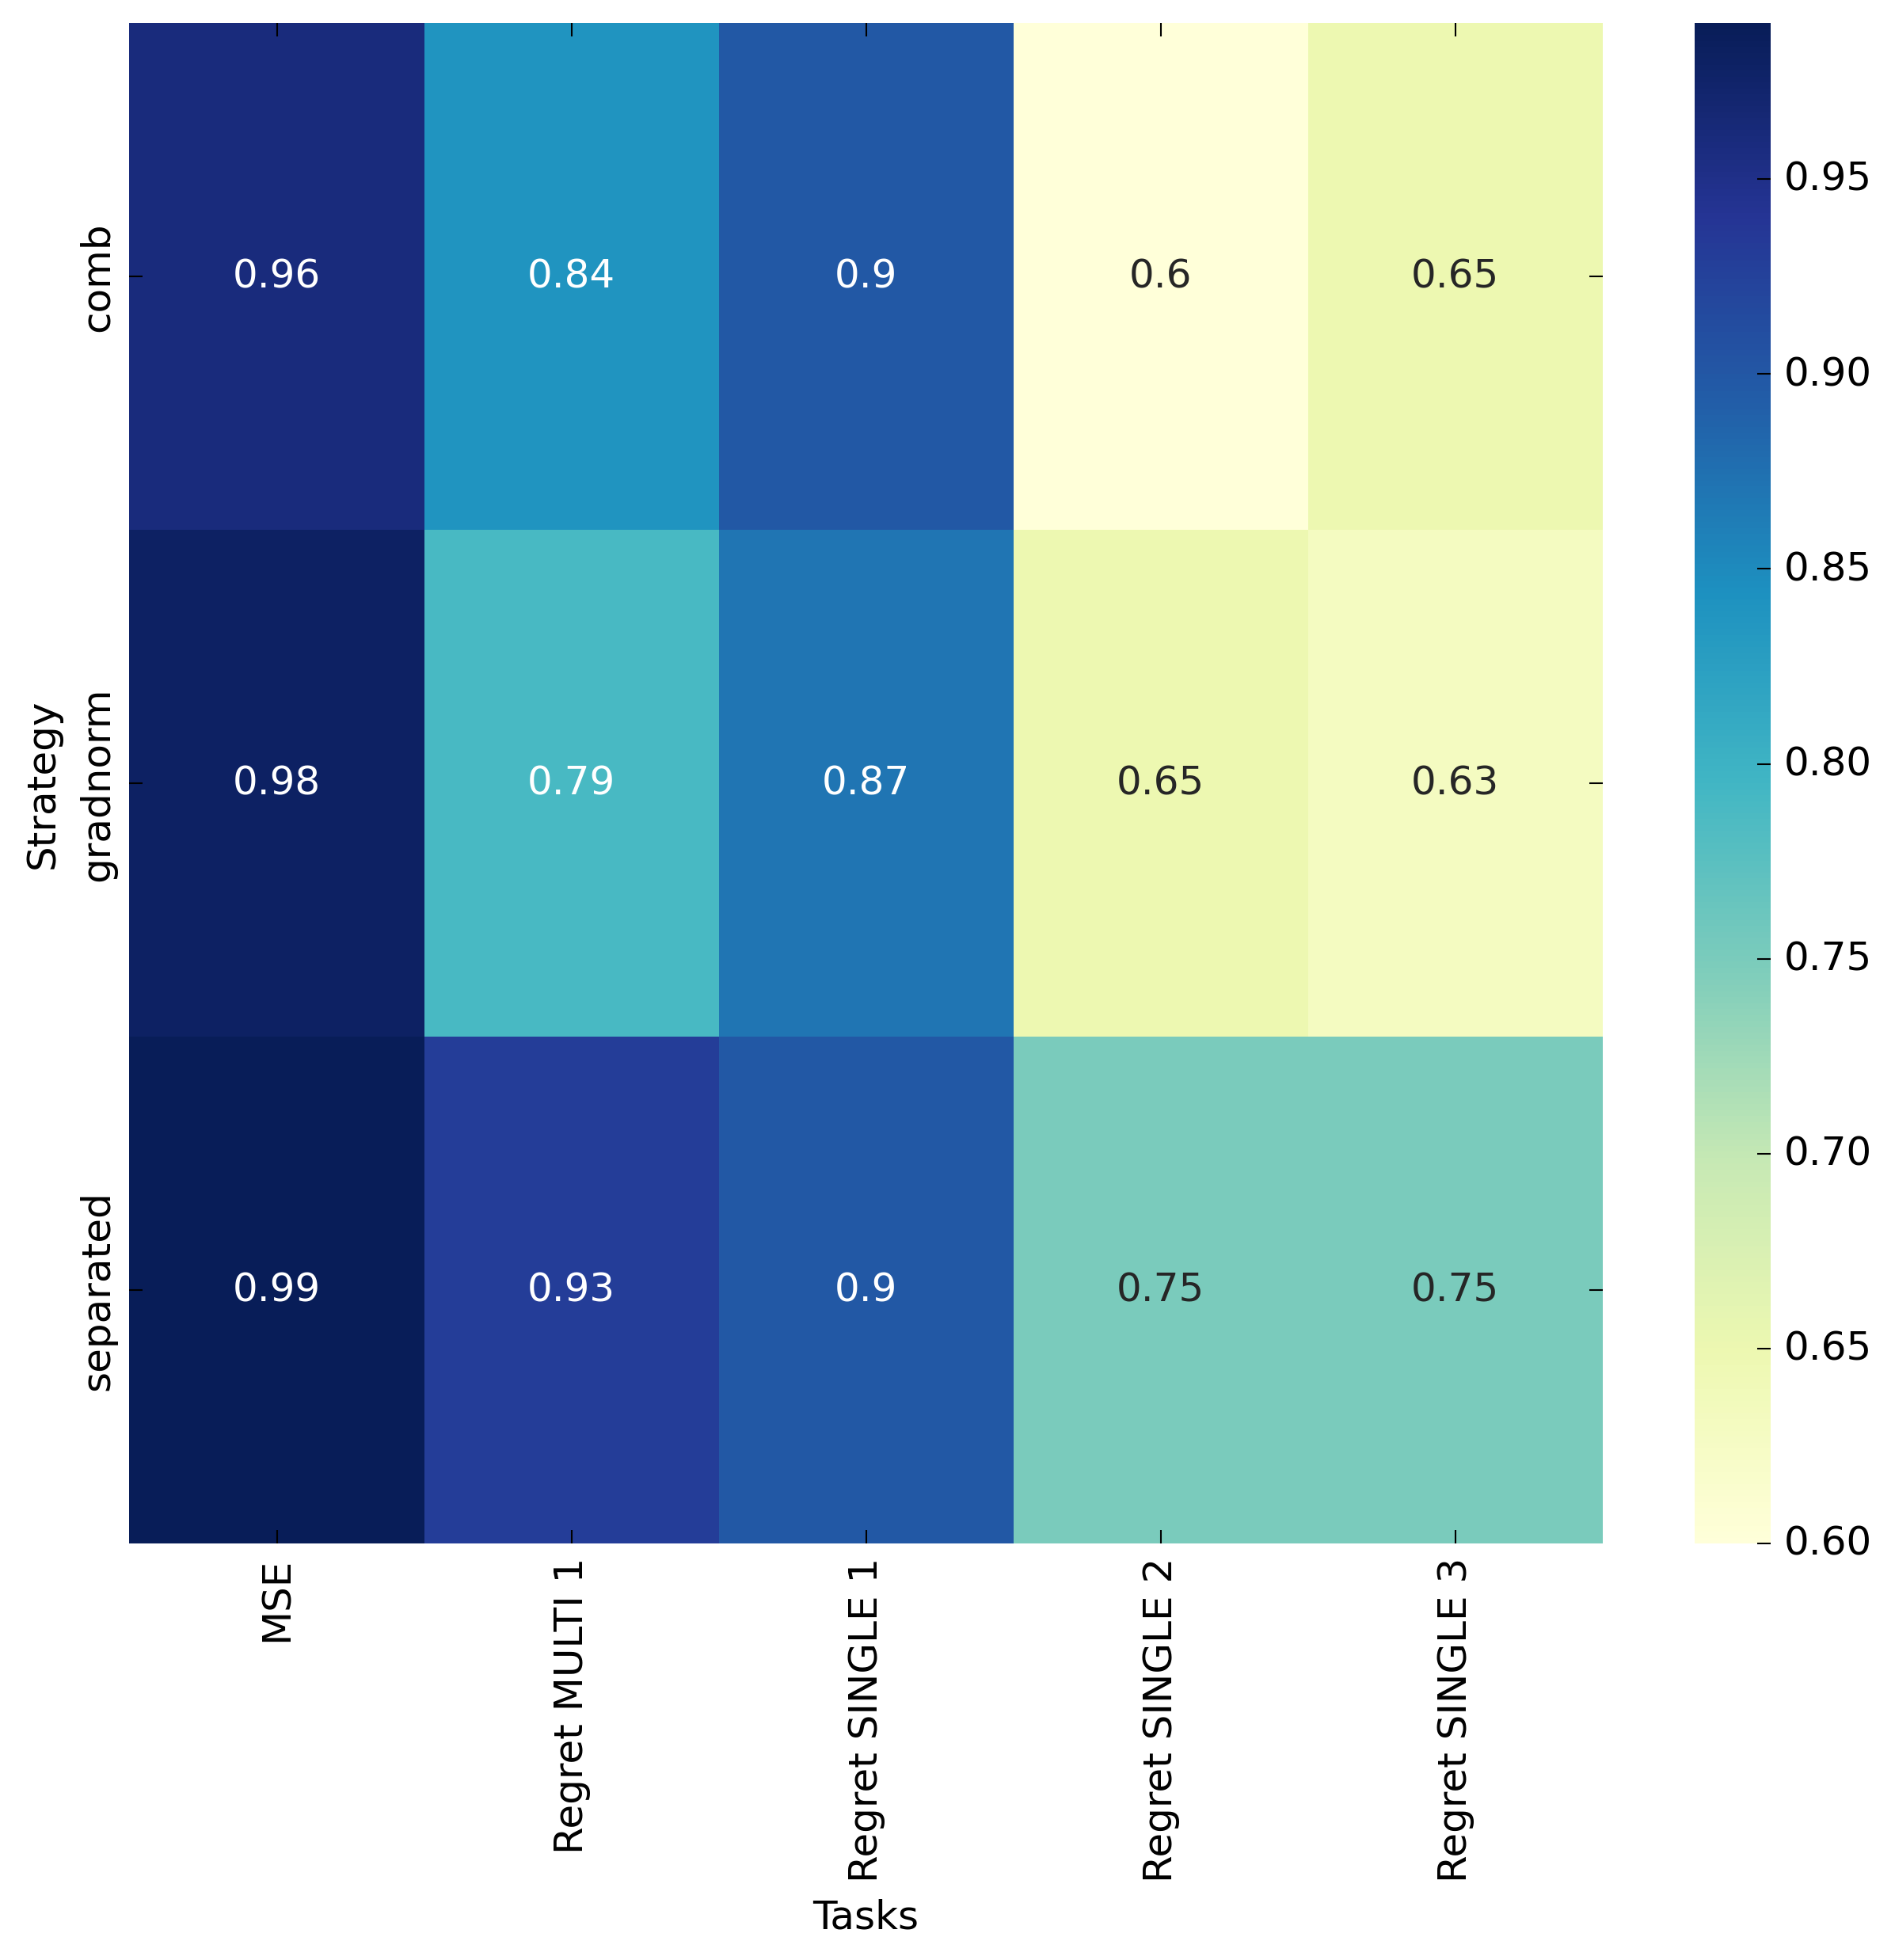 Strategy
comb
0.96 0.84 0.9 0.6 0.65
gradnorm
0.98 0.79 0.87 0.65 0.63
separated
0.99 0.93 0.9 0.75 0.75
MSE
Regret MULTI 1
Regret SINGLE 1
Regret SINGLE 2
Regret SINGLE 3
Tasks
0.95
0.90
0.85
0.80
0.75
0.70
0.65
0.60